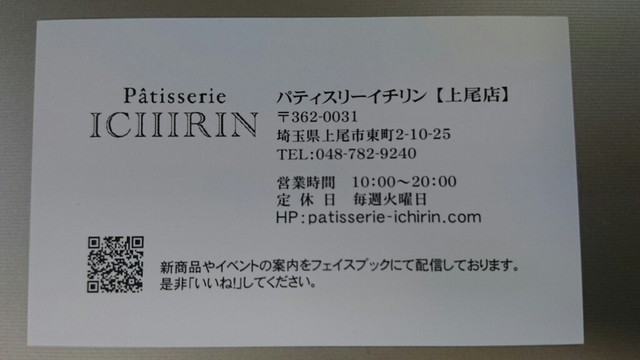 Pâtisserie
ICHIRIN
パティスリーイチリン【上尾店】
〒362-0031
埼玉県上尾市東町2-10-25
TEL:048-782-9240
営業時間 10:00～20:00
定休日 毎週火曜日
HP:patisserie-ichirin.com
新商品やイベントの案内をフェイスブックにて配信しております。
是非「いいね!」してください。